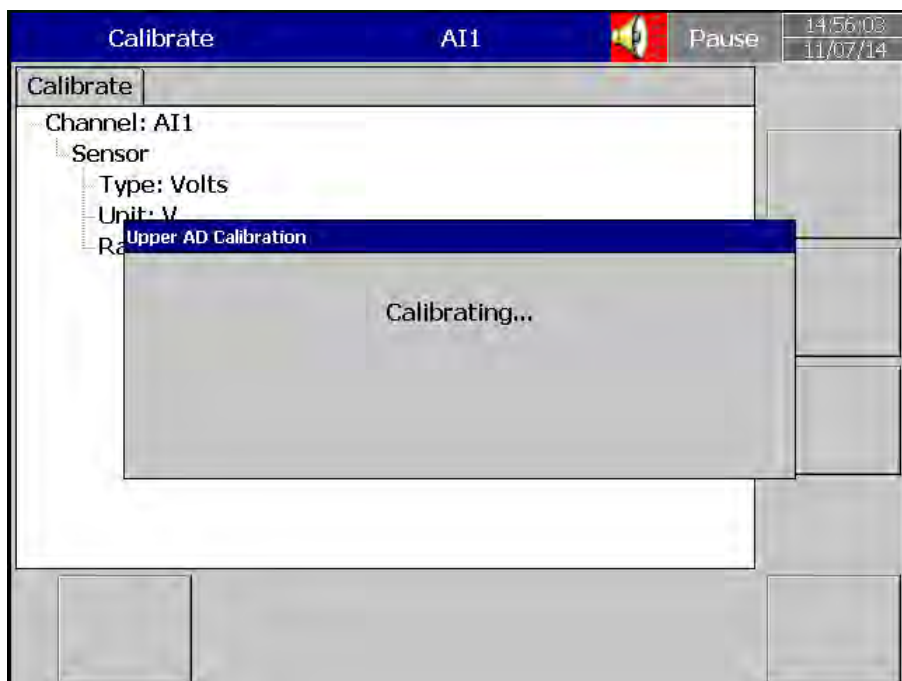 Calibrate AI1 Pause 14:56:03
11/07/14
Calibrate
Channel: AI1
Sensor
Type: Volts
Unit: V
Ra
Upper AD Calibration
Calibrating...